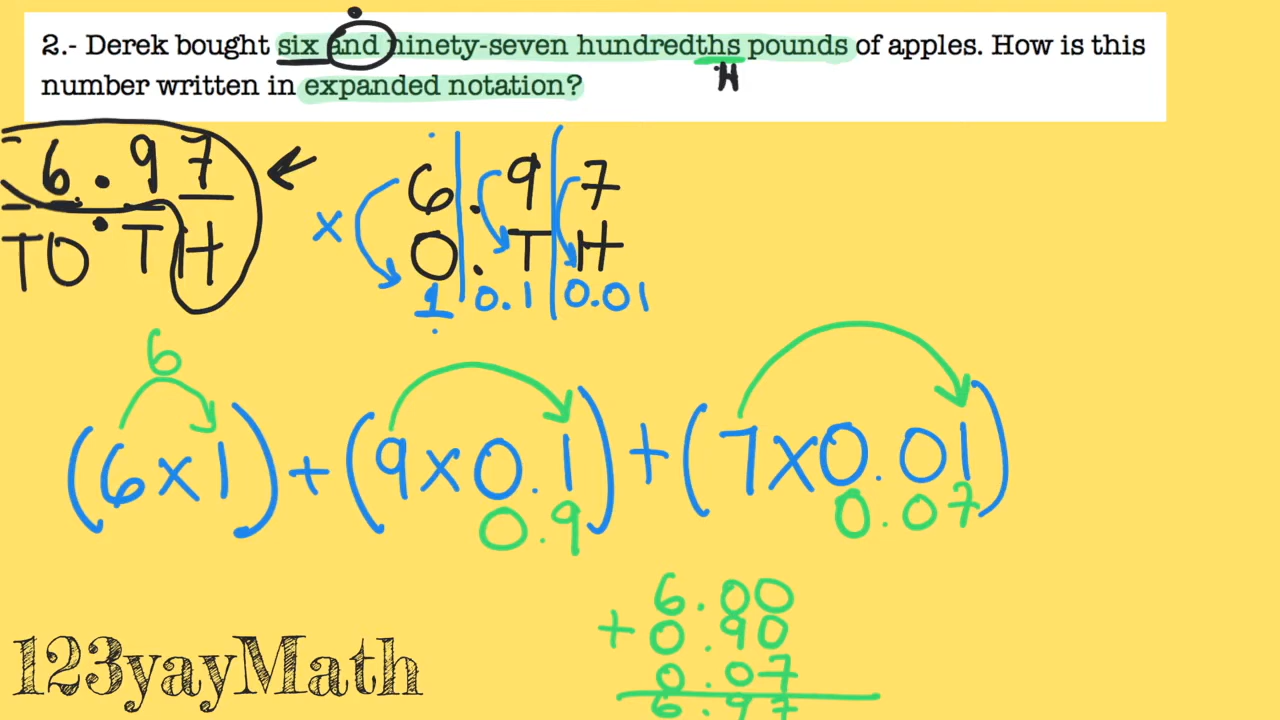 2.- Derek bought six and ninety-seven hundredths pounds of apples. How is this
number written in expanded notation?
H
6.97
TO.TH
6.97
x
O.TH
1 0.1 0.01
6
(6x1)+(9x0.1)+(7x0.01)
0.9 0.07
6.00
+0.90
0.07
6.97
123yayMath